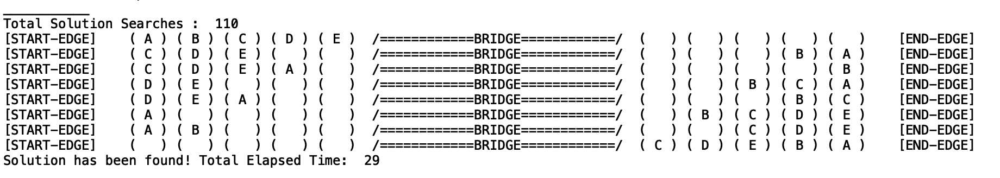 __________
Total Solution Searches :  110
[START-EDGE]    ( A ) ( B ) ( C ) ( D ) ( E )  /============BRIDGE============/  (   ) (   ) (   ) (   ) (   )    [END-EDGE]
[START-EDGE]    ( C ) ( D ) ( E ) (   ) (   )  /============BRIDGE============/  (   ) (   ) (   ) ( B ) ( A )    [END-EDGE]
[START-EDGE]    ( C ) ( D ) ( E ) ( A ) (   )  /============BRIDGE============/  (   ) (   ) (   ) (   ) ( B )    [END-EDGE]
[START-EDGE]    ( D ) ( E ) (   ) (   ) (   )  /============BRIDGE============/  (   ) (   ) ( B ) ( C ) ( A )    [END-EDGE]
[START-EDGE]    ( D ) ( E ) ( A ) (   ) (   )  /============BRIDGE============/  (   ) (   ) (   ) ( B ) ( C )    [END-EDGE]
[START-EDGE]    ( A ) (   ) (   ) (   ) (   )  /============BRIDGE============/  (   ) ( B ) ( C ) ( D ) ( E )    [END-EDGE]
[START-EDGE]    ( A ) ( B ) (   ) (   ) (   )  /============BRIDGE============/  (   ) (   ) ( C ) ( D ) ( E )    [END-EDGE]
[START-EDGE]    (   ) (   ) (   ) (   ) (   )  /============BRIDGE============/  ( C ) ( D ) ( E ) ( B ) ( A )    [END-EDGE]
Solution has been found! Total Elapsed Time:  29